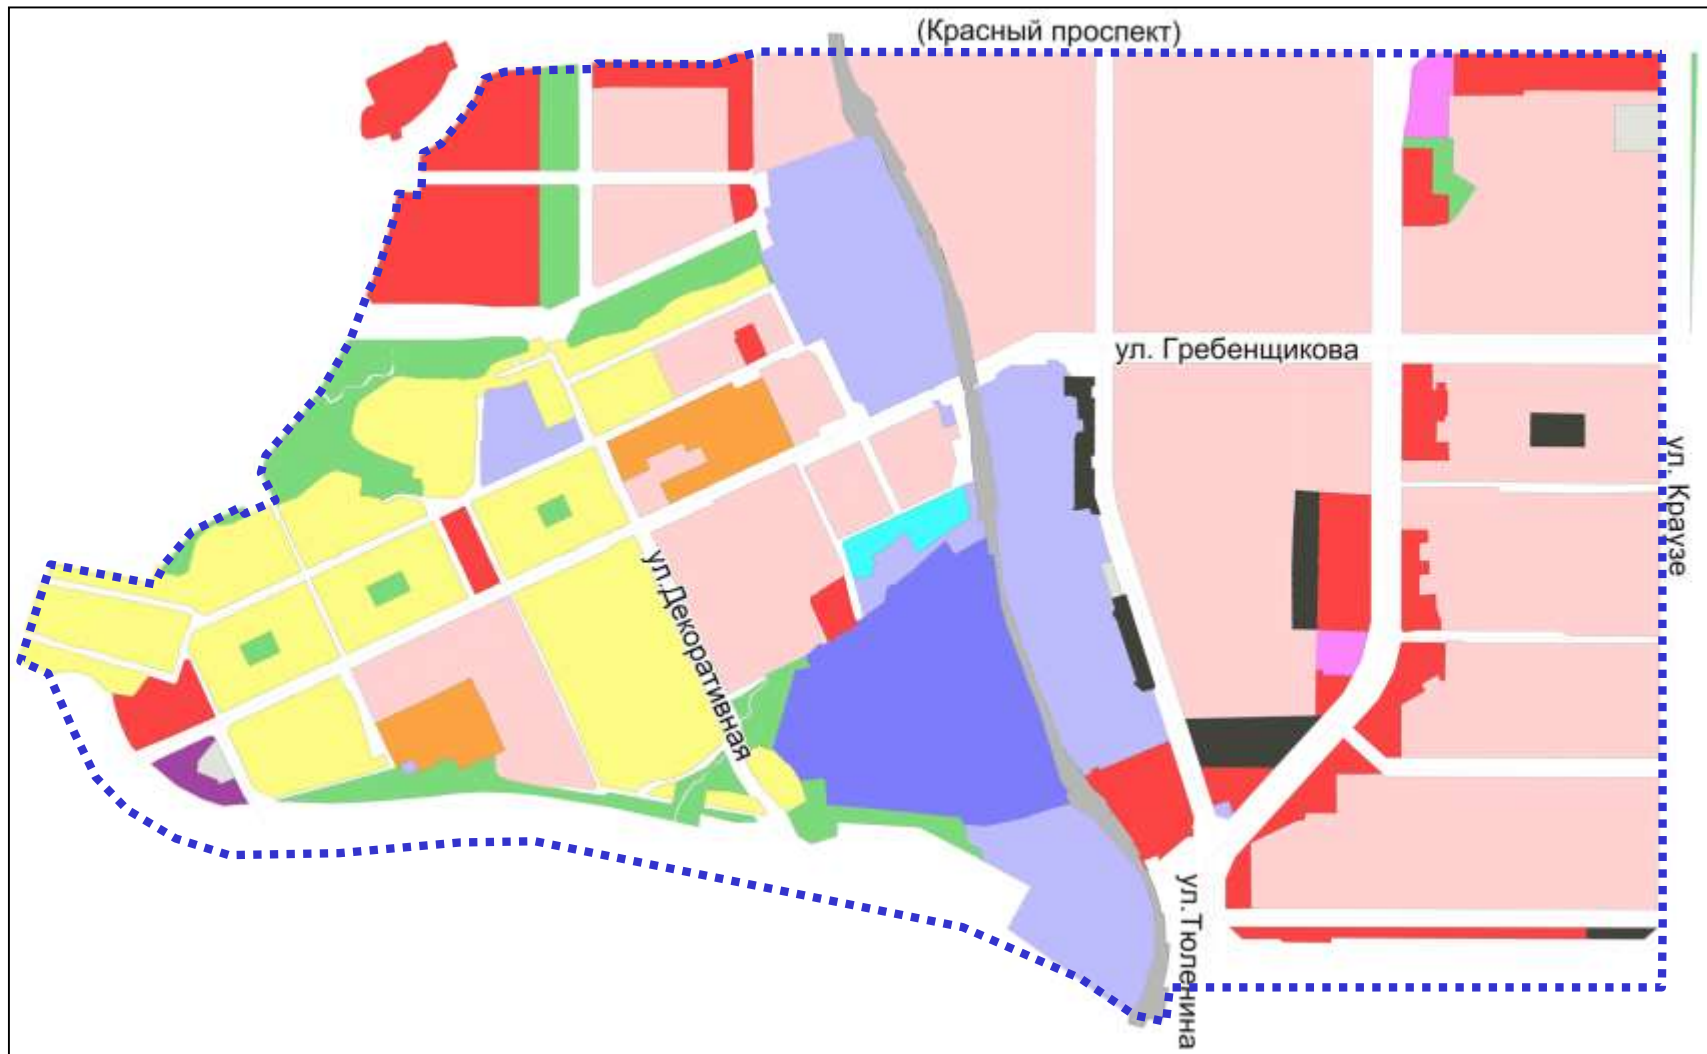 (Красный проспект)
ул. Гребенщикова
ул. Краузе
ул.Декоративная
ул.Тюленина